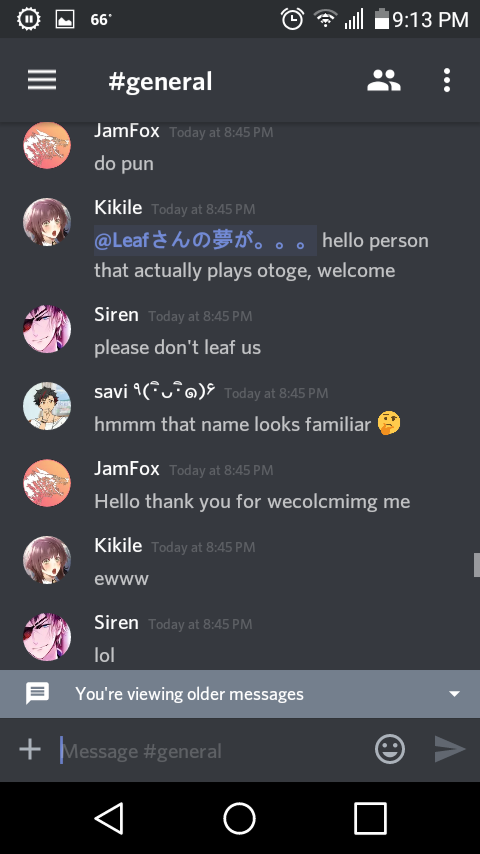 66°
9:13 PM
#general
JamFox Today at 8:45 PM
do pun
Kikile Today at 8:45 PM
@Leafさんの夢が。。。 hello person
that actually plays otoge, welcome
Siren Today at 8:45 PM
please don't leaf us
savi Today at 8:45 PM
hmmm that name looks familiar 🤔
JamFox Today at 8:45 PM
Hello thank you for wecolcmimg me
Kikile Today at 8:45 PM
ewww
Siren Today at 8:45 PM
lol
You're viewing older messages
Message #general